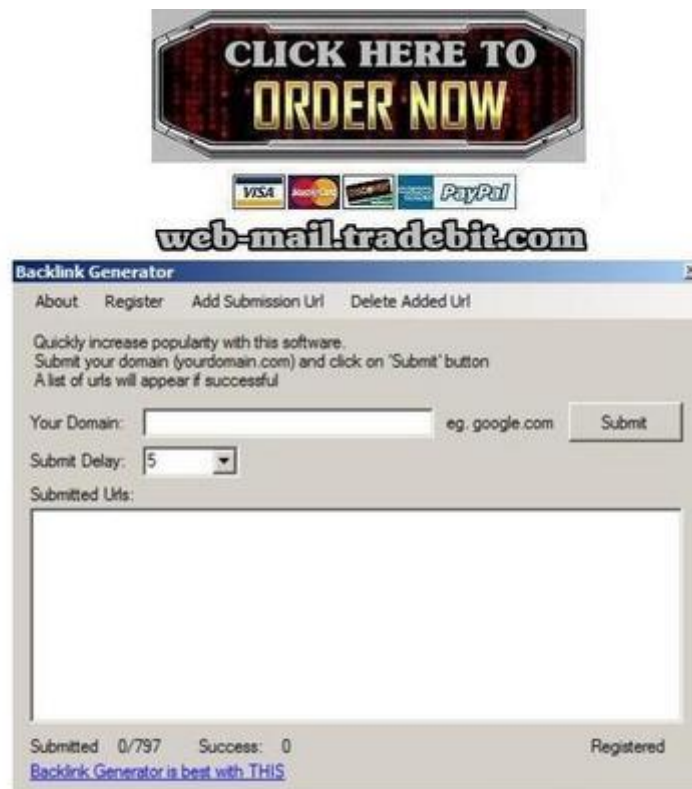 CLICK HERE TO
ORDER NOW
VISA MasterCard DISCOVER PayPal
web-mail.tradebit.com
Backlink Generator
About Register Add Submission Url Delete Added Url
Quickly increase popularity with this software.
Submit your domain (yourdomain.com) and click on 'Submit' button
A list of urls will appear if successful
Your Domain: eg. google.com Submit
Submit Delay: 5
Submitted Urls:
Submitted 0/797 Success: 0 Registered
Backlink Generator is best with THIS